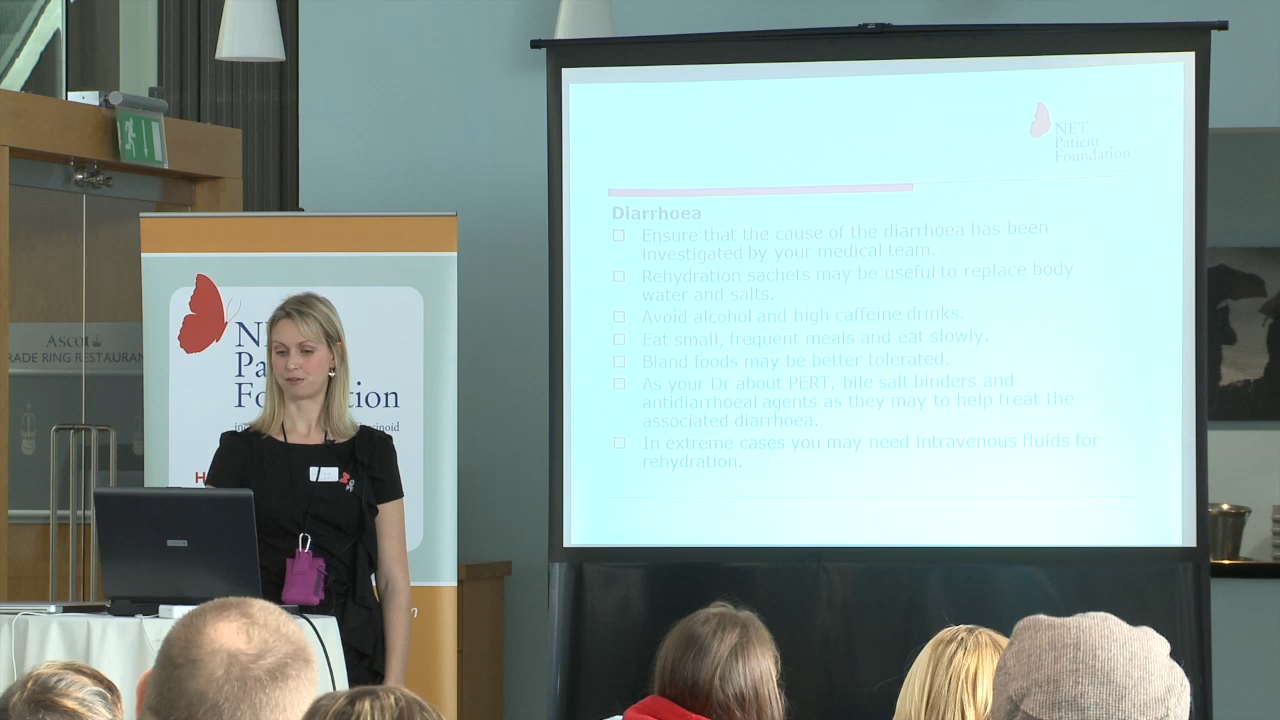 NET
Patient
Foundation
Diarrhoea
Ensure that the cause of the diarrhoea has been
investigated by your medical team.
Rehydration sachets may be useful to replace body
water and salts.
Avoid alcohol and high caffeine drinks.
Eat small, frequent meals and eat slowly.
Bland foods may be better tolerated.
As your Dr about PERT, bile salt binders and
antidiarrhoeal agents as they may to help treat the
associated diarrhoea.
In extreme cases you may need intravenous fluids for
rehydration.
ASCOT
RADE RING RESTAURAN
N
Pa
Fo tion
H